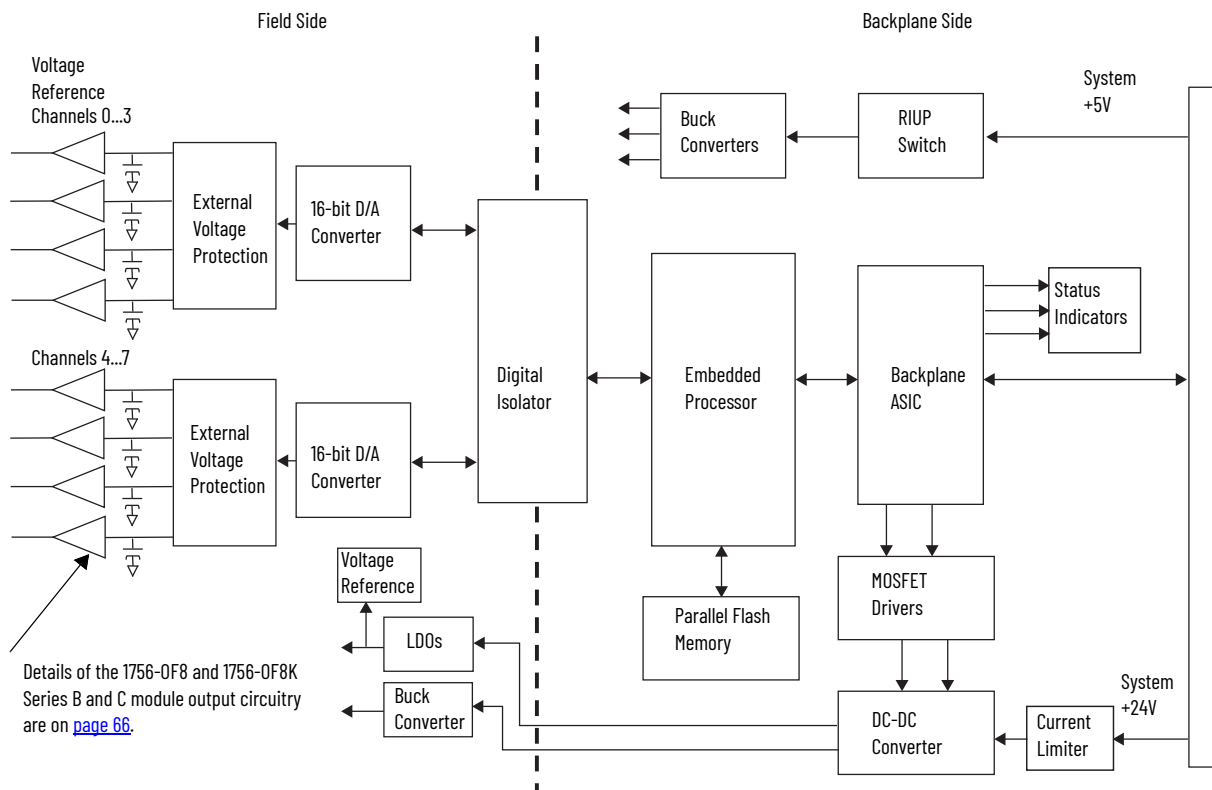 Field Side
Backplane Side
Voltage
Reference
Channels 0...3
System
+5V
Buck
Converters
RIUP
Switch
External
Voltage
Protection
16-bit D/A
Converter
Status
Indicators
Channels 4...7
Digital
Isolator
Embedded
Processor
Backplane
ASIC
External
Voltage
Protection
16-bit D/A
Converter
Voltage
Reference
MOSFET
Drivers
Parallel Flash
Memory
LDOs
Details of the 1756-OF8 and 1756-OF8K
Series B and C module output circuitry
are on page 66.
Buck
Converter
DC-DC
Converter
Current
Limiter
System
+24V